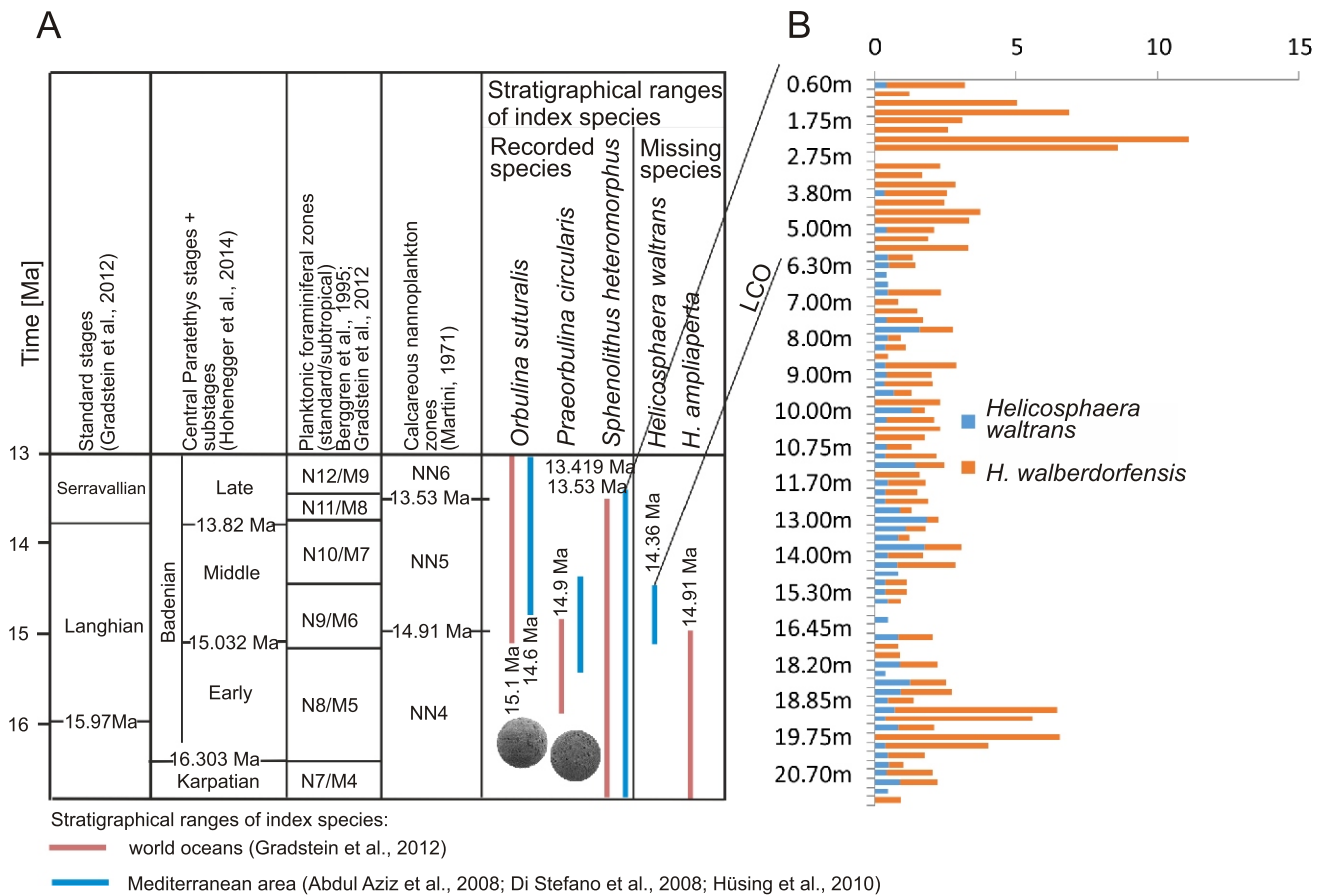 A
B
0 5 10 15
Stratigraphical ranges
of index species
Recorded
species
Missing
species
Time [Ma]
Standard stages
(Gradstein et al., 2012)
Central Paratethys stages +
substages
(Hohenegger et al., 2014)
Planktonic foraminiferal zones
(standard/subtropical)
Berggren et al., 1995;
Gradstein et al., 2012
Calcareous nannoplankton
zones
(Martini, 1971)
Orbulina suturalis
Praeorbulina circularis
Sphenolithus heteromorphus
Helicosphaera waltrans
H. ampliaperta
LCO
13
14
15
16
Serravallian
Langhian
15.97Ma
Badenian
Late
13.82 Ma
Middle
15.032 Ma
Early
16.303 Ma
Karpatian
N12/M9
N11/M8
N10/M7
N9/M6
N8/M5
N7/M4
NN6
13.53 Ma
NN5
14.91 Ma
NN4
15.1 Ma
14.6 Ma
14.9 Ma
13.419 Ma
13.53 Ma
14.36 Ma
14.91 Ma
Stratigraphical ranges of index species:
world oceans (Gradstein et al., 2012)
Mediterranean area (Abdul Aziz et al., 2008; Di Stefano et al., 2008; Hüsing et al., 2010)
0.60m
1.75m
2.75m
3.80m
5.00m
6.30m
7.00m
8.00m
9.00m
10.00m
10.75m
11.70m
13.00m
14.00m
15.30m
16.45m
18.20m
18.85m
19.75m
20.70m
Helicosphaera
waltrans
H. walberdorfensis